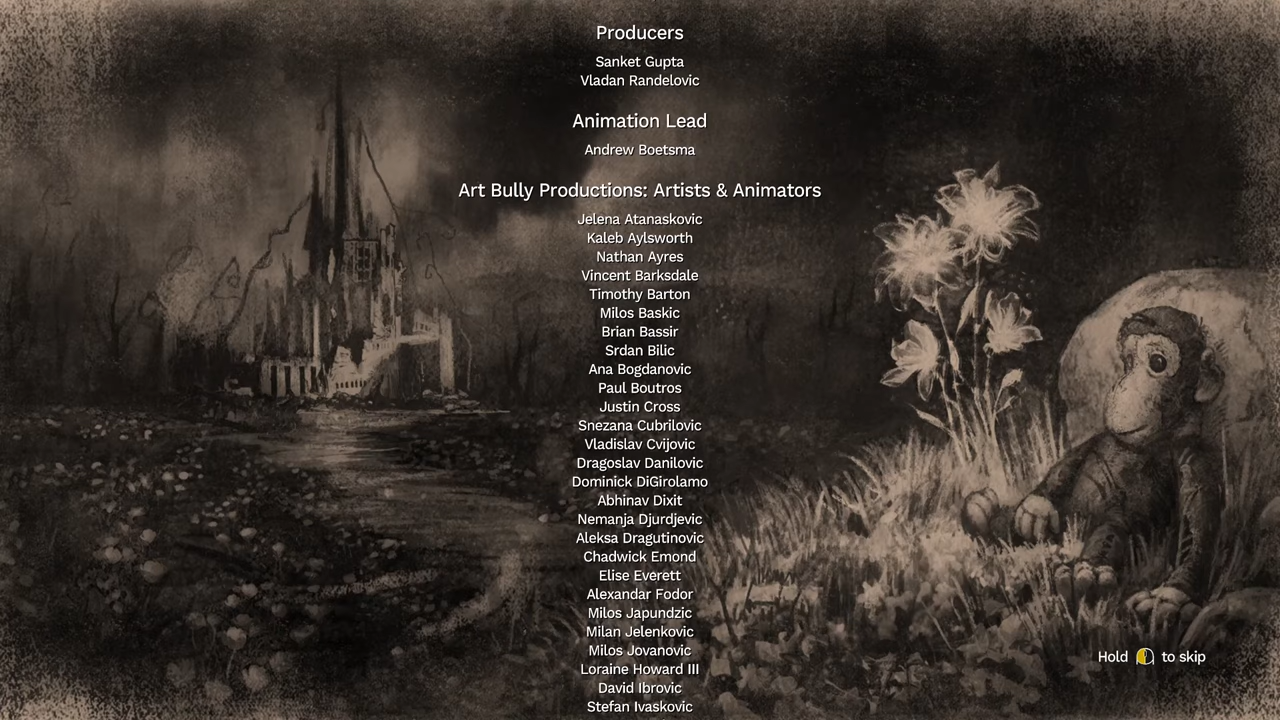 Producers
Sanket Gupta
Vladan Randelovic
Animation Lead
Andrew Boetsma
Art Bully Productions: Artists & Animators
Jelena Atanaskovic
Kaleb Aylsworth
Nathan Ayres
Vincent Barksdale
Timothy Barton
Milos Baskic
Brian Bassir
Srdan Bilic
Ana Bogdanovic
Paul Boutros
Justin Cross
Snezana Cubrilovic
Vladislav Cvijovic
Dragoslav Danilovic
Dominick DiGirolamo
Abhinav Dixit
Nemanja Djurdjevic
Aleksa Dragutinovic
Chadwick Emond
Elise Everett
Alexandar Fodor
Milos Japundzic
Milan Jelenkovic
Milos Jovanovic
Loraine Howard III
David Ibrovic
Stefan Ivaskovic
Hold to skip